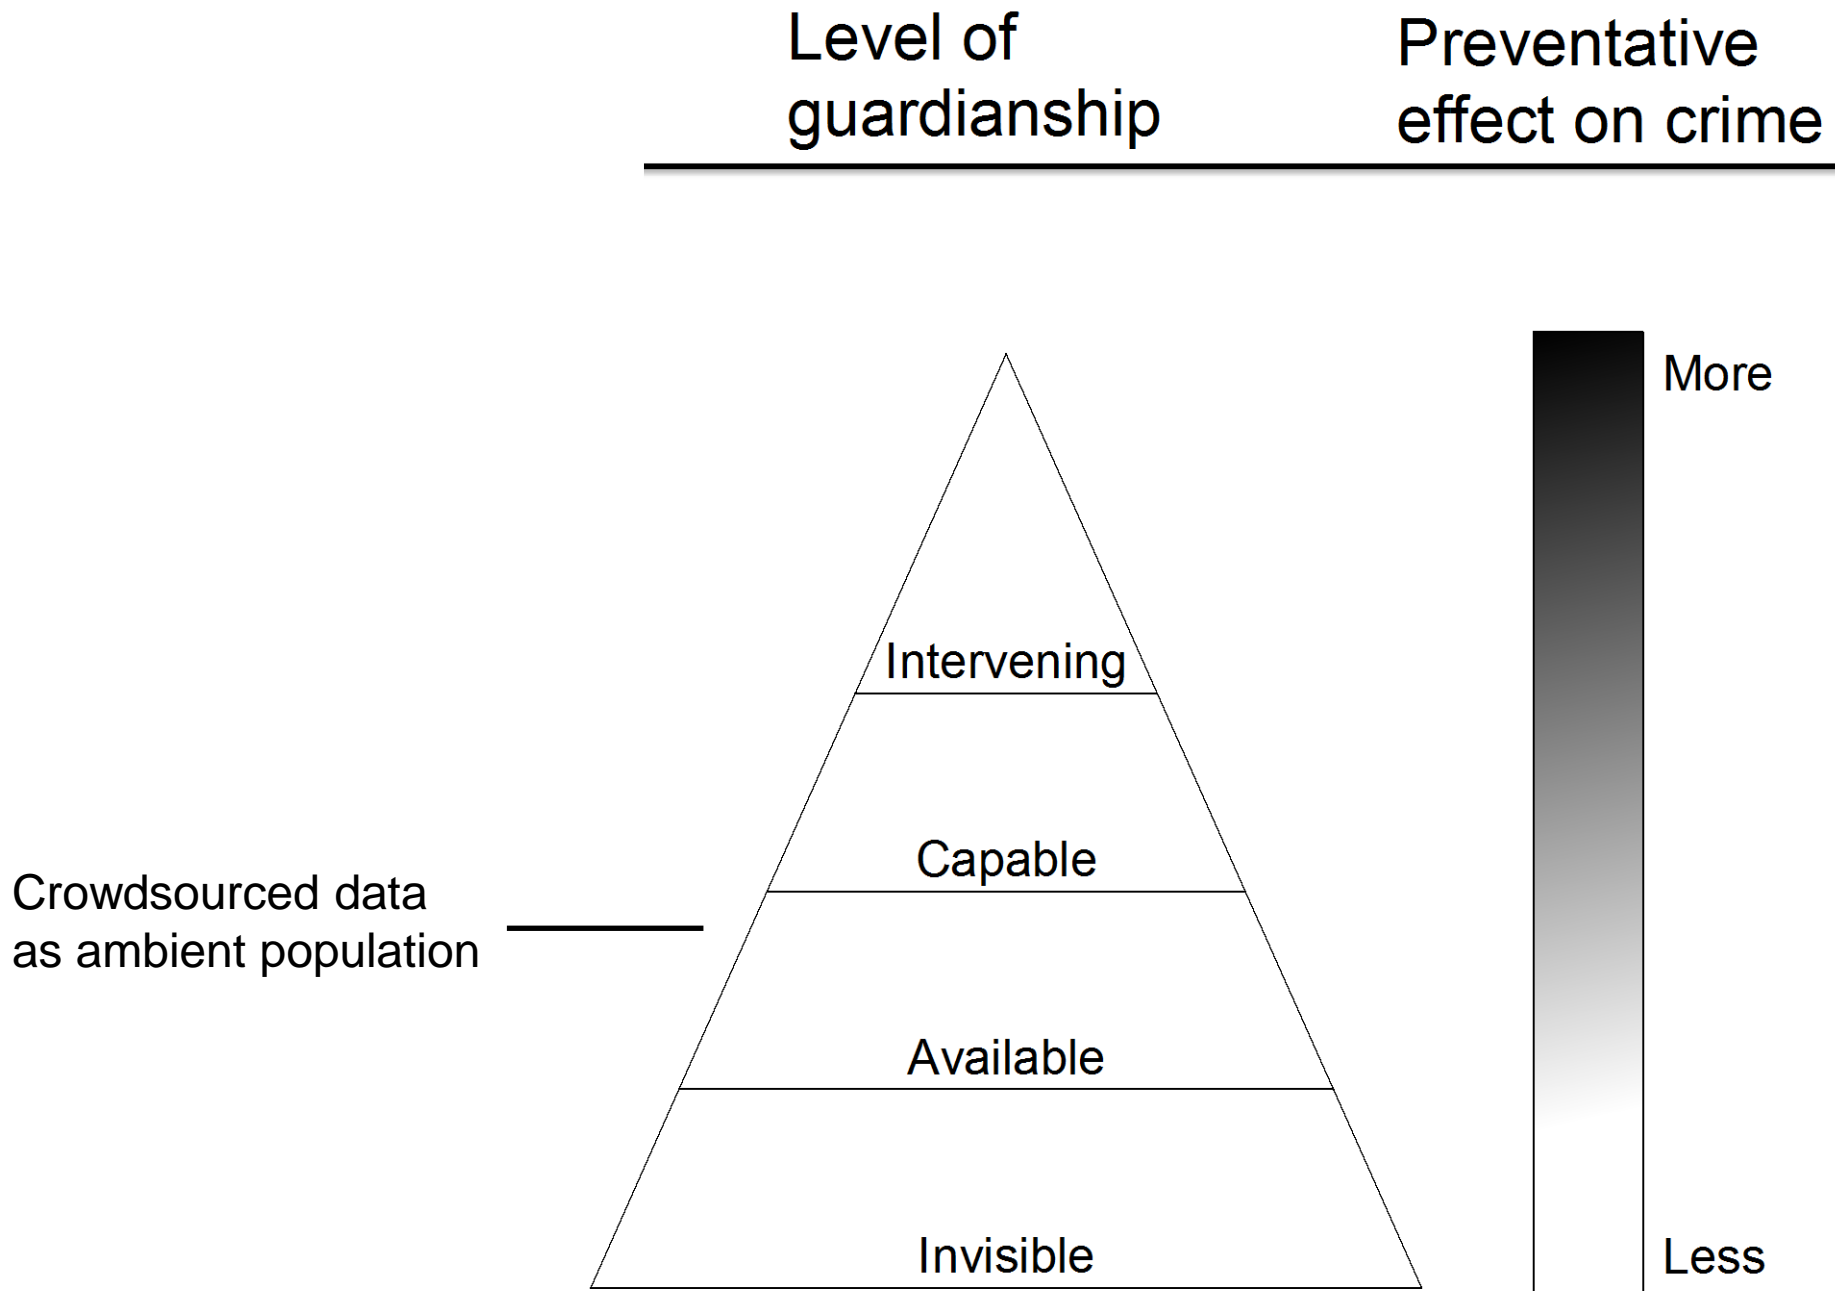 Level of
guardianship
Preventative
effect on crime
More
Intervening
Capable
Crowdsourced data
as ambient population
Available
Invisible
Less